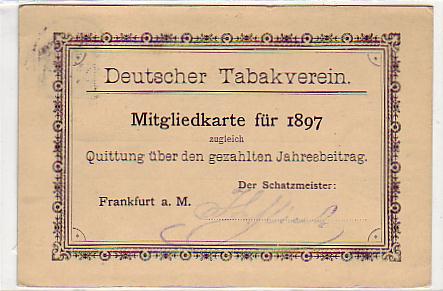 Deutscher Tabakverein.
Mitgliedkarte für 1897
zugleich
Quittung über den gezahlten Jahresbeitrag.
Der Schatzmeister:
Frankfurt a. M.